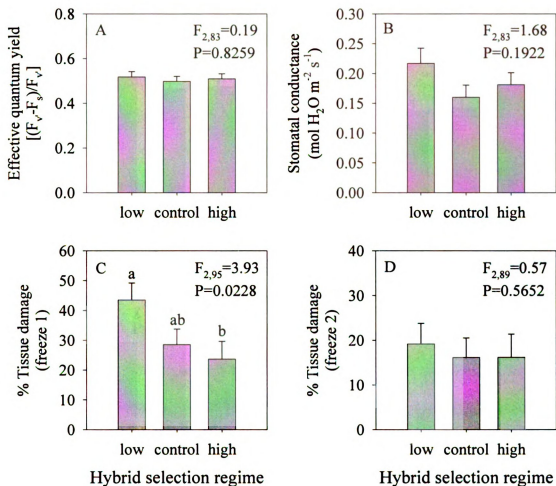 A
F2,83=0.19
P=0.8259
Effective quantum yield
[(Fv'-Fs)/Fv']
0.8
0.6
0.4
0.2
0.0
low control high
B
F2,83=1.68
P=0.1922
Stomatal conductance
(mol H2O m-2 s-1)
0.30
0.25
0.20
0.15
0.10
0.05
0.00
low control high
C
F2,95=3.93
P=0.0228
a
ab
b
% Tissue damage
(freeze 1)
60
50
40
30
20
10
0
low control high
Hybrid selection regime
D
F2,89=0.57
P=0.5652
% Tissue damage
(freeze 2)
40
30
20
10
0
low control high
Hybrid selection regime